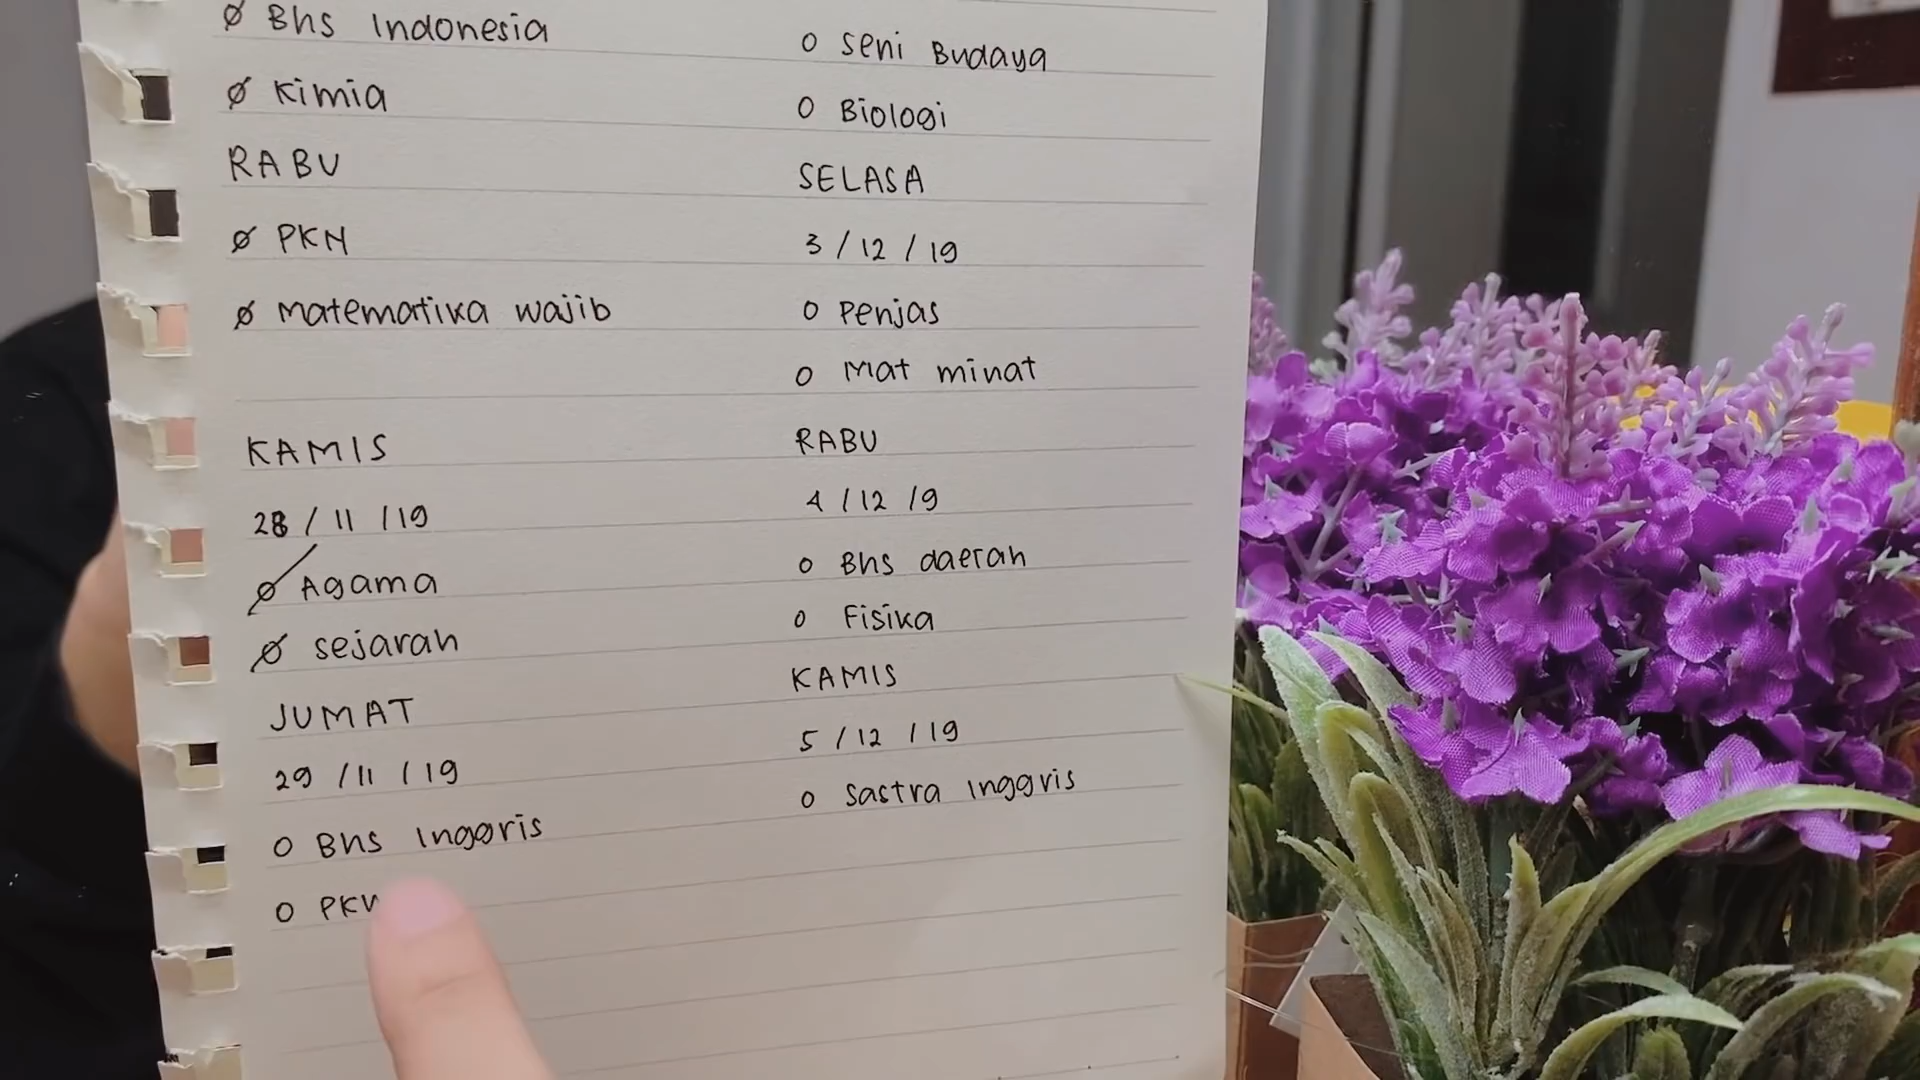 Bhs Indonesia
Kimia
RABU
PKN
Matematika wajib
KAMIS
28 / 11 / 19
Agama
sejarah
JUMAT
29 / 11 / 19
Bhs Inggris
seni Budaya
Biologi
SELASA
3 / 12 / 19
Penjas
Mat minat
RABU
4 / 12 / 9
Bhs daerah
Fisika
KAMIS
5 / 12 / 19
Sastra Inggris